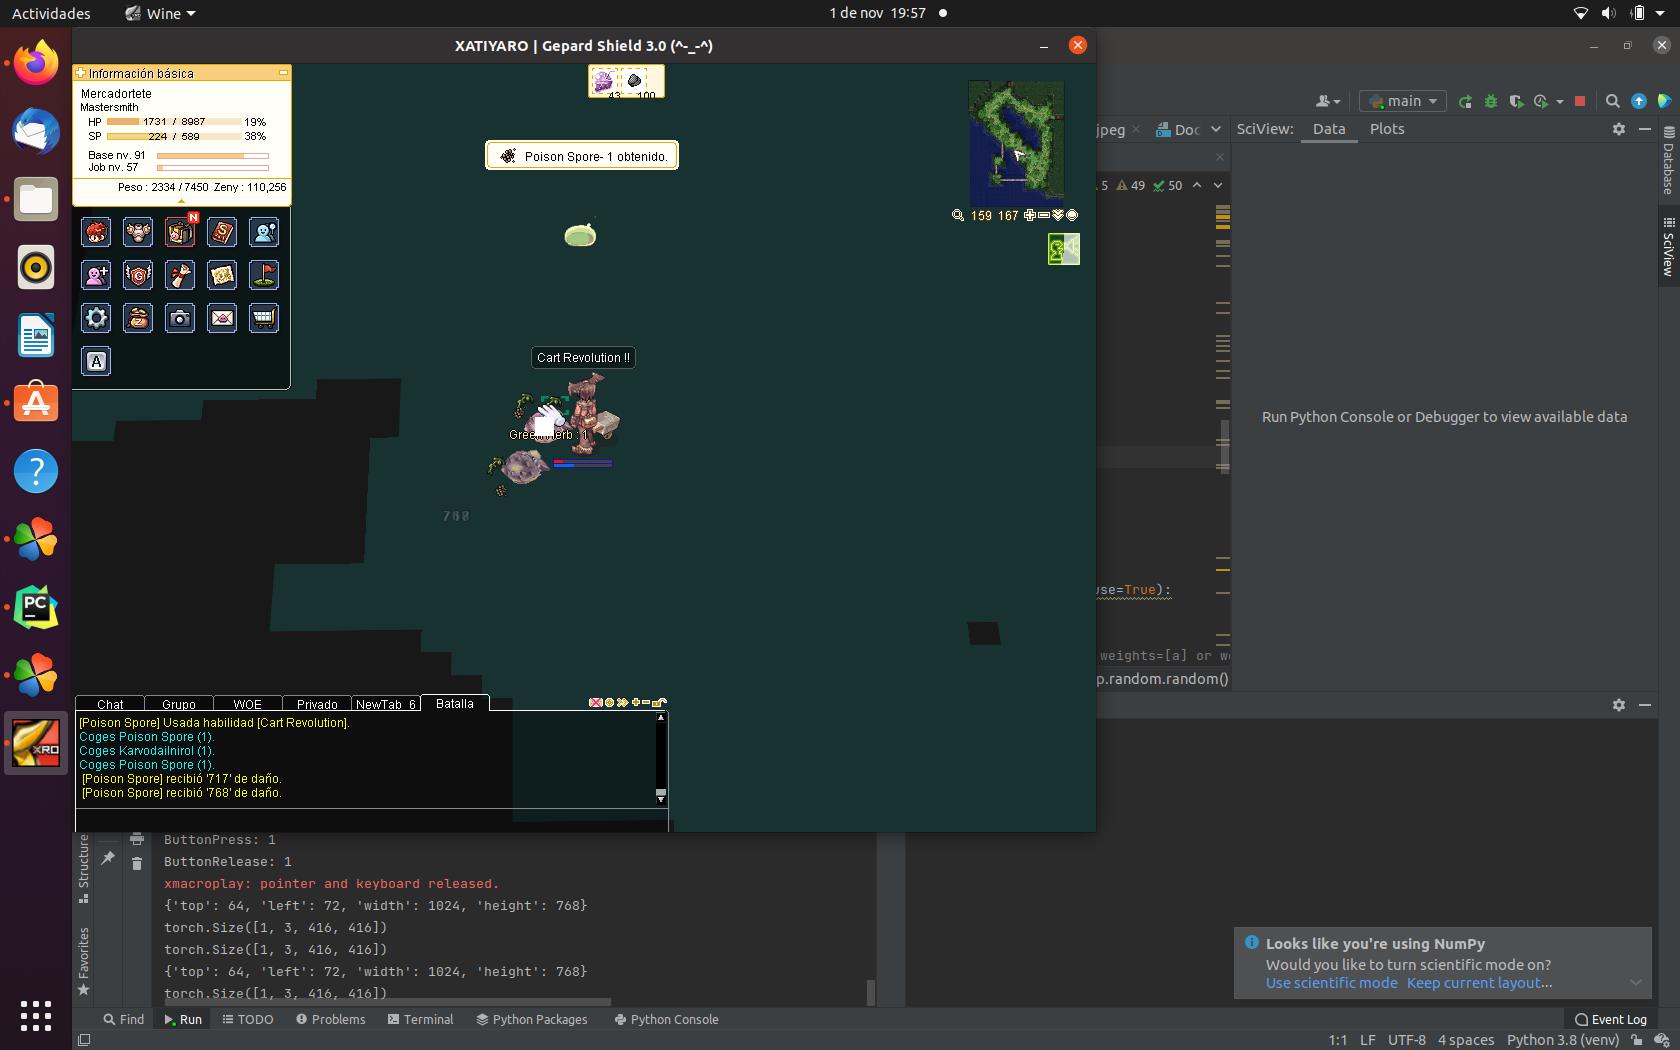 Actividades
Wine
1 de nov 19:57
XATIYARO | Gepard Shield 3.0 (^-_-^)
Información básica
Mercadortete
Mastersmith
HP 1731 / 8987 19%
SP 224 / 589 38%
Base nv. 91
Job nv. 57
Peso : 2334 / 7450 Zeny : 110,256
N
A
43 100
Poison Spore- 1 obtenido.
159 167
Cart Revolution !!
Green Herb : 1
768
Chat Grupo WOE Privado NewTab_6 Batalla
[Poison Spore] Usada habilidad [Cart Revolution].
Coges Poison Spore (1).
Coges Karvodailnirol (1).
Coges Poison Spore (1).
[Poison Spore] recibió '717' de daño.
[Poison Spore] recibió '768' de daño.
main
jpeg
Doc
SciView: Data Plots
5 49 50
Database
SciView
Run Python Console or Debugger to view available data
use=True):
weights=[a] or w
p.random.random()
PC
XRO
Structure
Favorites
ButtonPress: 1
ButtonRelease: 1
xmacroplay: pointer and keyboard released.
{'top': 64, 'left': 72, 'width': 1024, 'height': 768}
torch.Size([1, 3, 416, 416])
torch.Size([1, 3, 416, 416])
{'top': 64, 'left': 72, 'width': 1024, 'height': 768}
torch.Size([1, 3, 416, 416])
Looks like you're using NumPy
Would you like to turn scientific mode on?
Use scientific mode Keep current layout...
Find Run TODO Problems Terminal Python Packages Python Console
Event Log
1:1 LF UTF-8 4 spaces Python 3.8 (venv)